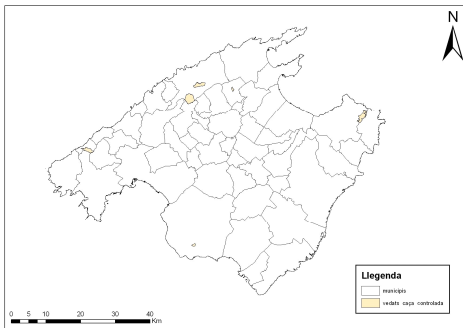 N
Llegenda
municipis
vedats caça controlada
0 5 10 20 30 40
Km